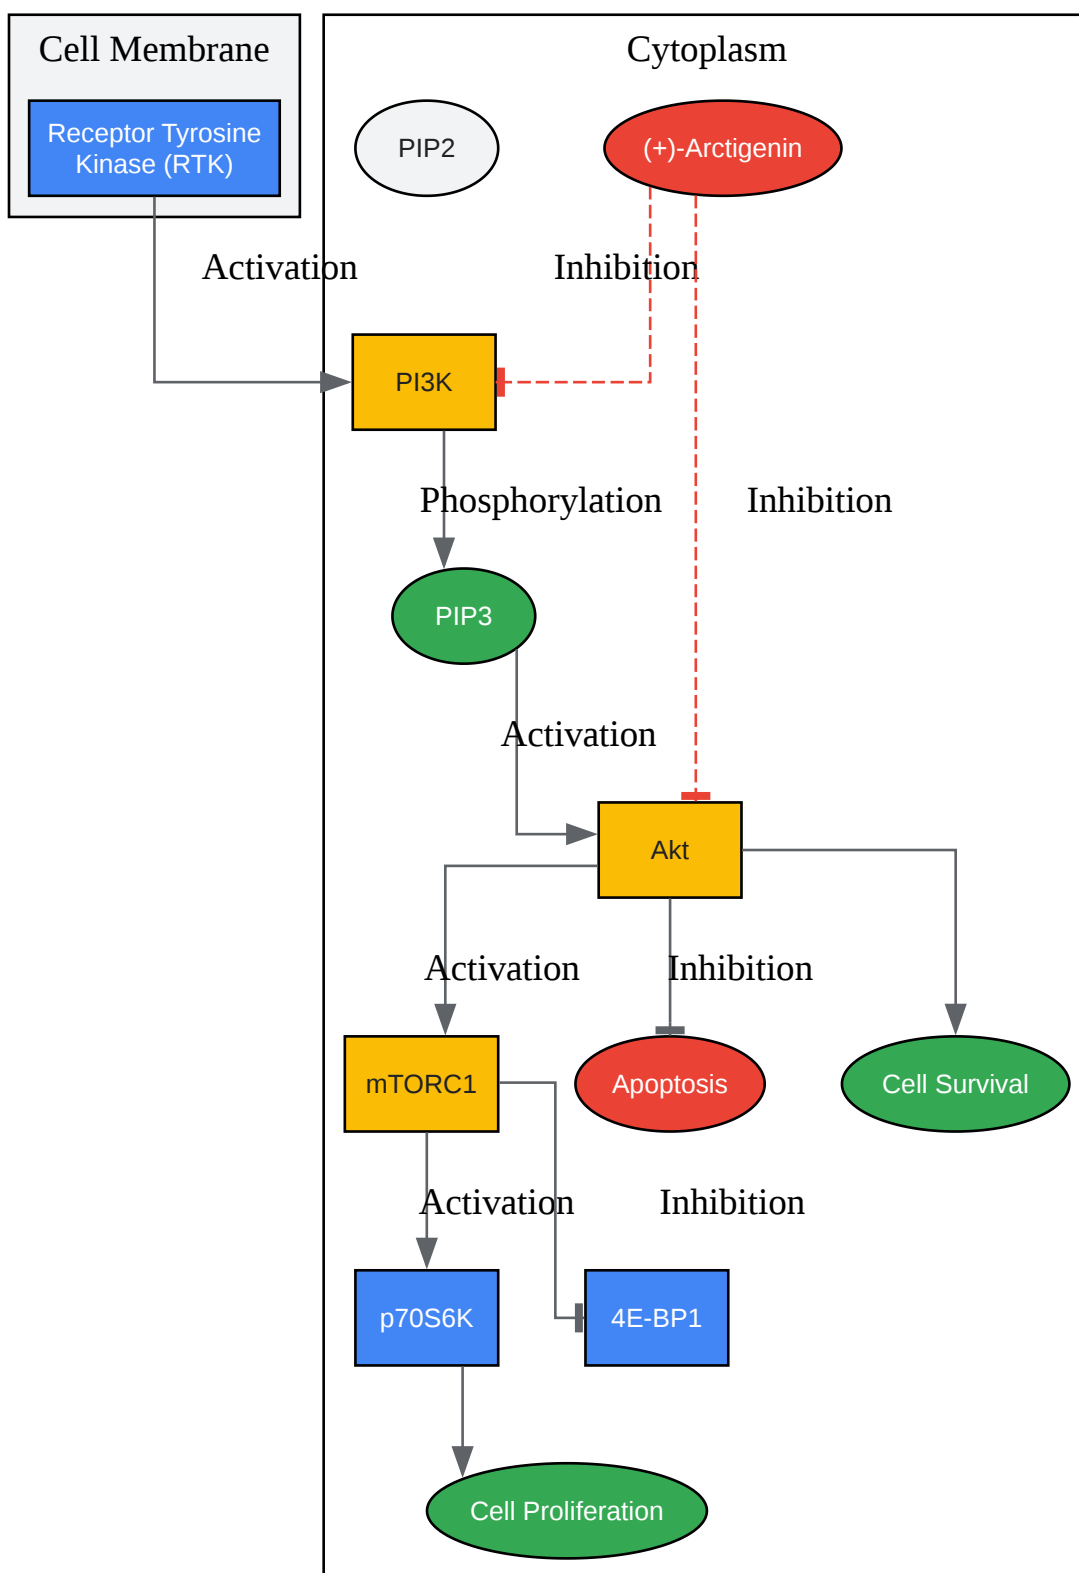 Cell Membrane
Cytoplasm
Receptor Tyrosine
Kinase (RTK)
PIP2
(+)-Arctigenin
Activation
Inhibition
PI3K
Phosphorylation
Inhibition
PIP3
Activation
Akt
Activation
Inhibition
mTORC1
Apoptosis
Cell Survival
Activation
Inhibition
p70S6K
4E-BP1
Cell Proliferation